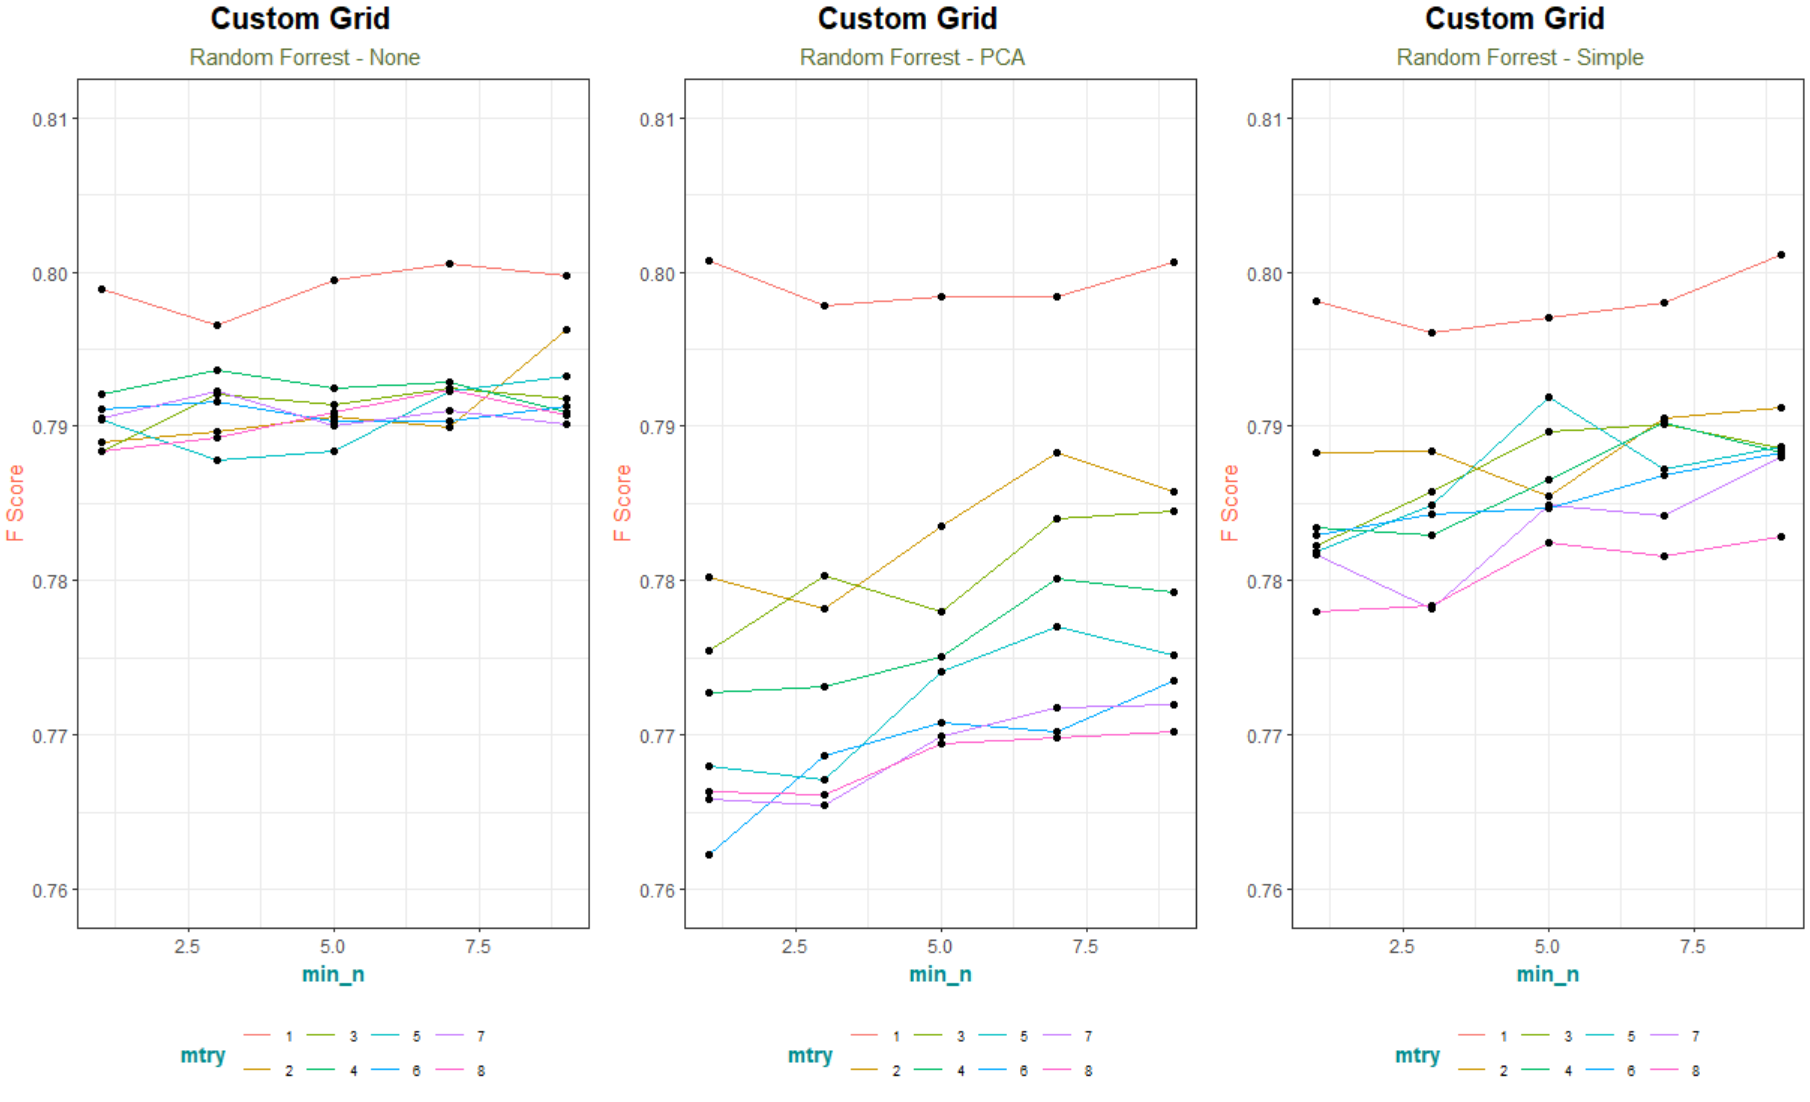 Custom Grid
Random Forrest - None
0.81
0.80
0.79
0.78
0.77
0.76
F Score
2.5 5.0 7.5
min_n
mtry
1 3 5 7
2 4 6 8
Custom Grid
Random Forrest - PCA
0.81
0.80
0.79
0.78
0.77
0.76
F Score
2.5 5.0 7.5
min_n
mtry
1 3 5 7
2 4 6 8
Custom Grid
Random Forrest - Simple
0.81
0.80
0.79
0.78
0.77
0.76
F Score
2.5 5.0 7.5
min_n
mtry
1 3 5 7
2 4 6 8